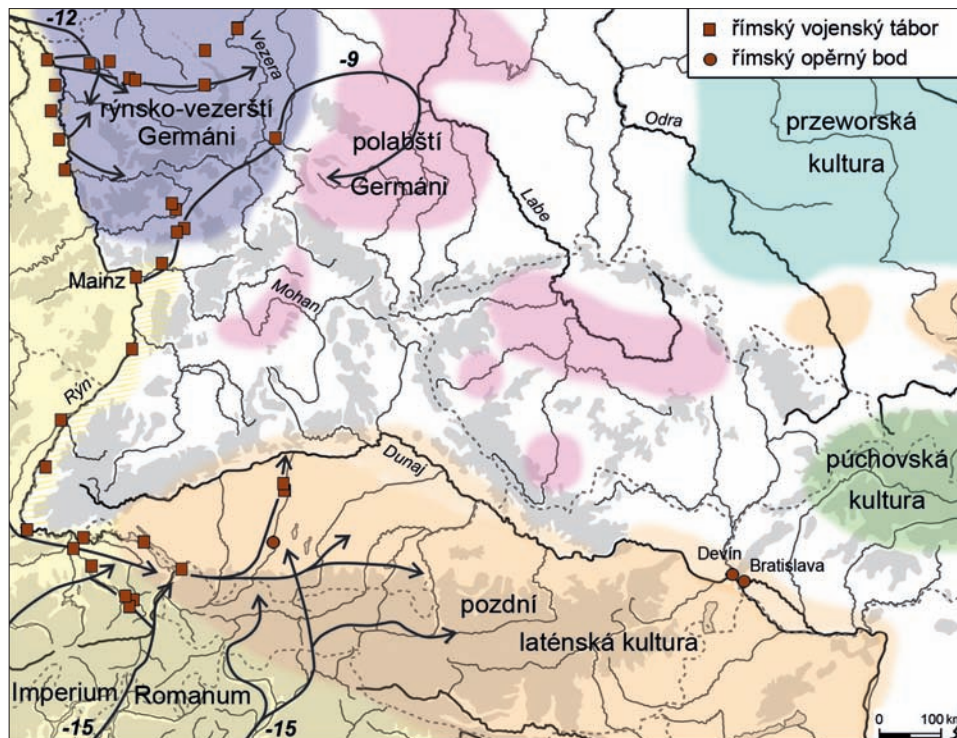 -12
římský vojenský tábor
římský opěrný bod
Vezera
-9
rýnsko-vezerští
Germáni
polabští
Germáni
Odra
przeworská
kultura
Labe
Mainz
Mohan
Rýn
Dunaj
púchovská
kultura
Devín
Bratislava
pozdní
laténská kultura
Imperium Romanum
-15
-15
0 100 km